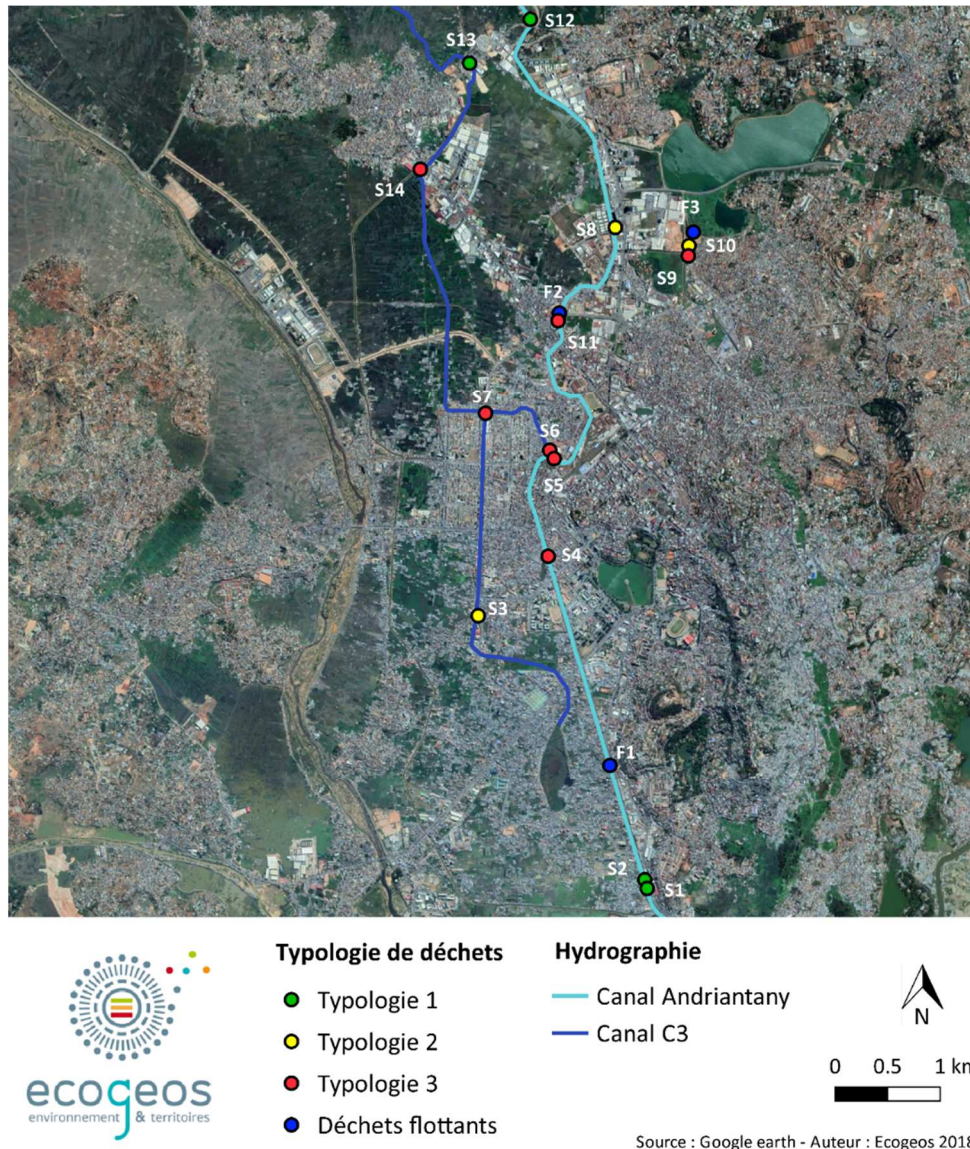 S12
S13
S14
F3
S8
S10
S9
F2
S11
S7
S6
S5
S4
S3
F1
S2
S1
Typologie de déchets
Typologie 1
Typologie 2
Typologie 3
Déchets flottants
Hydrographie
Canal Andriantany
Canal C3
N
0 0.5 1 km
ecogeos
environnement & territoires
Source : Google earth - Auteur : Ecogeos 2018